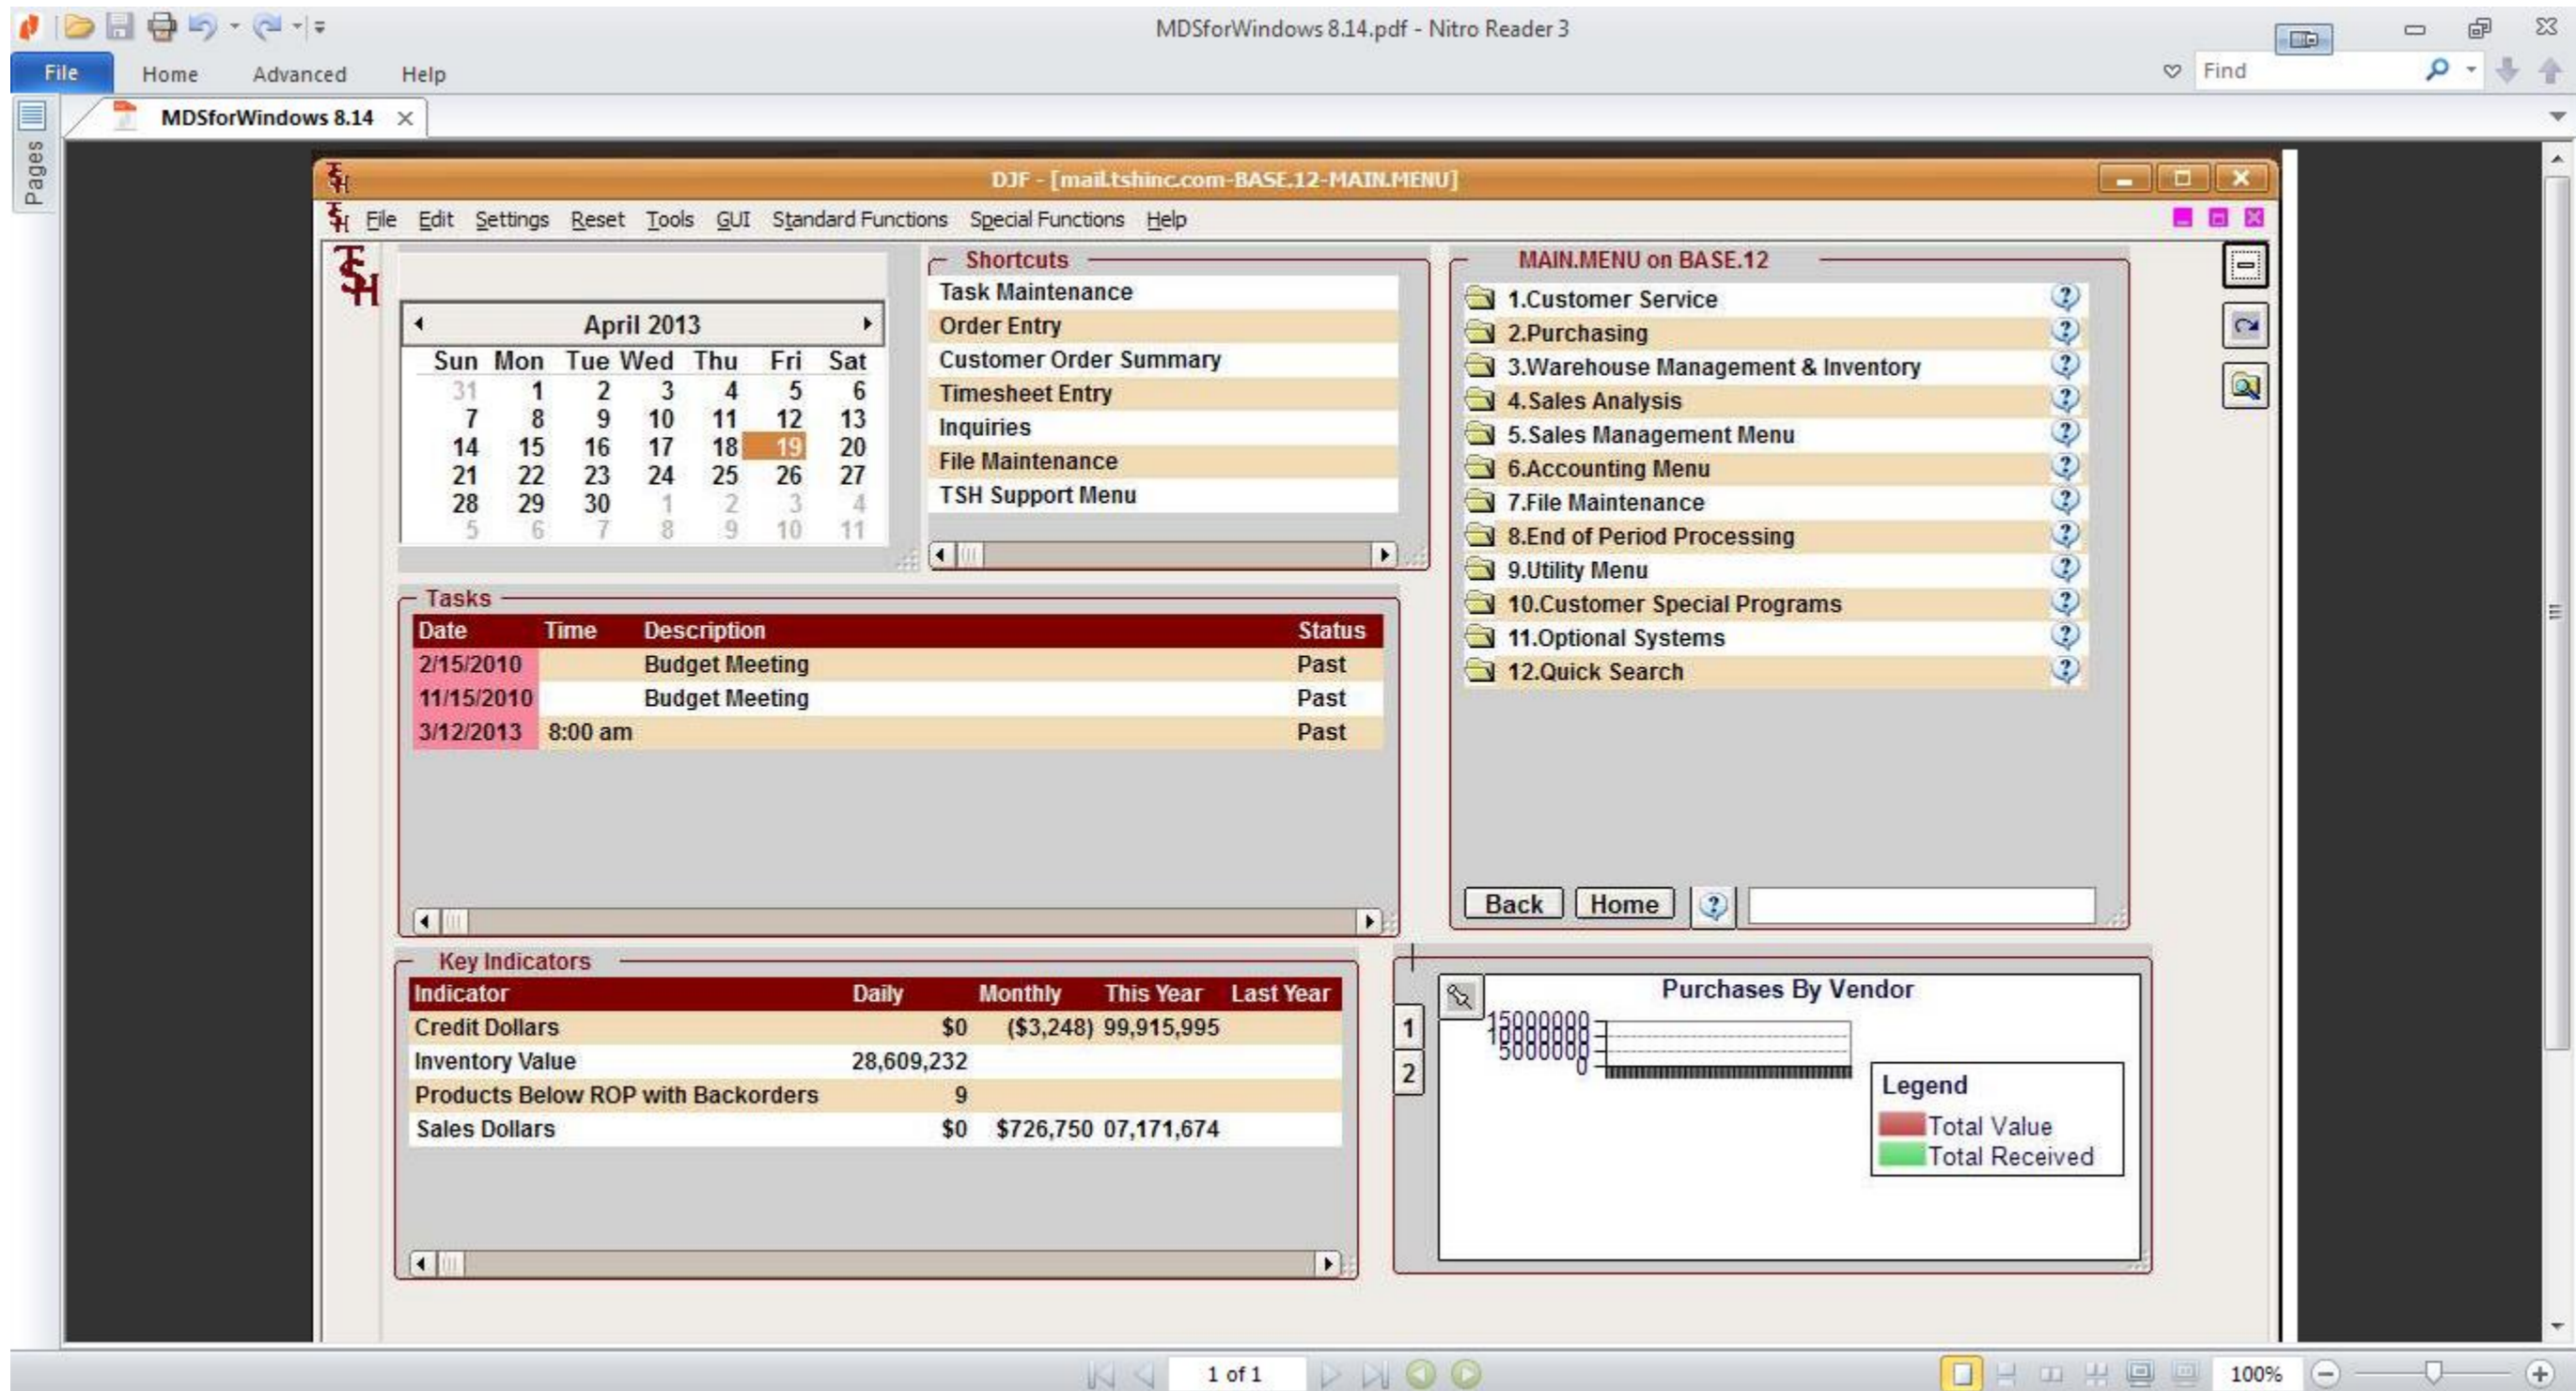 MDSforWindows 8.14.pdf - Nitro Reader 3
File Home Advanced Help Find
MDSforWindows 8.14
Pages
TSH
DJF - [mail.tshinc.com-BASE.12-MAIN.MENU]
TSH File Edit Settings Reset Tools GUI Standard Functions Special Functions Help
TSH
April 2013
Sun Mon Tue Wed Thu Fri Sat
31 1 2 3 4 5 6
7 8 9 10 11 12 13
14 15 16 17 18 19 20
21 22 23 24 25 26 27
28 29 30 1 2 3 4
5 6 7 8 9 10 11
Shortcuts
Task Maintenance
Order Entry
Customer Order Summary
Timesheet Entry
Inquiries
File Maintenance
TSH Support Menu
MAIN.MENU on BASE.12
1.Customer Service
2.Purchasing
3.Warehouse Management & Inventory
4.Sales Analysis
5.Sales Management Menu
6.Accounting Menu
7.File Maintenance
8.End of Period Processing
9.Utility Menu
10.Customer Special Programs
11.Optional Systems
12.Quick Search
Back Home
Tasks
Date Time Description Status
2/15/2010 Budget Meeting Past
11/15/2010 Budget Meeting Past
3/12/2013 8:00 am Past
Key Indicators
Indicator Daily Monthly This Year Last Year
Credit Dollars $0 ($3,248) 99,915,995
Inventory Value 28,609,232
Products Below ROP with Backorders 9
Sales Dollars $0 $726,750 07,171,674
1
2
Purchases By Vendor
15000000
10000000
5000000
0
Legend
Total Value
Total Received
1 of 1
100%